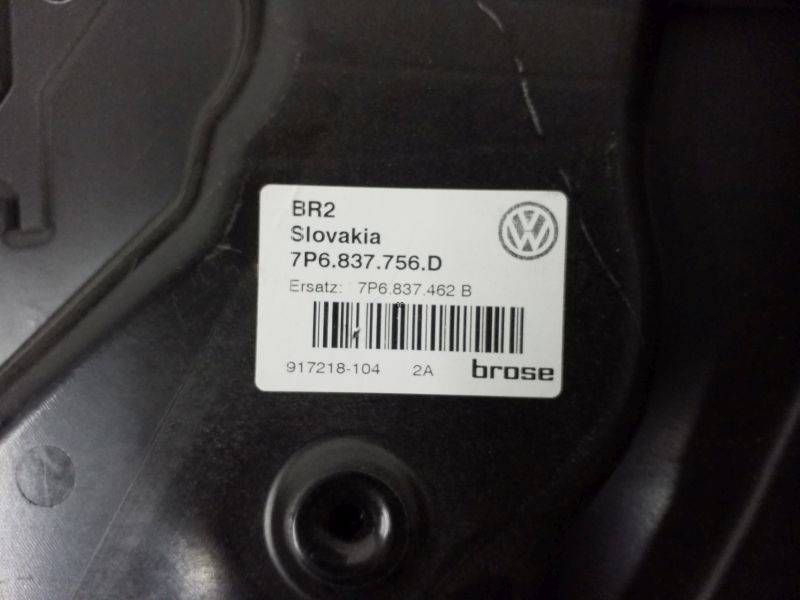 BR2
Slovakia
7P6.837.756.D
Ersatz: 7P6.837.462 B
917218-104 2A brose